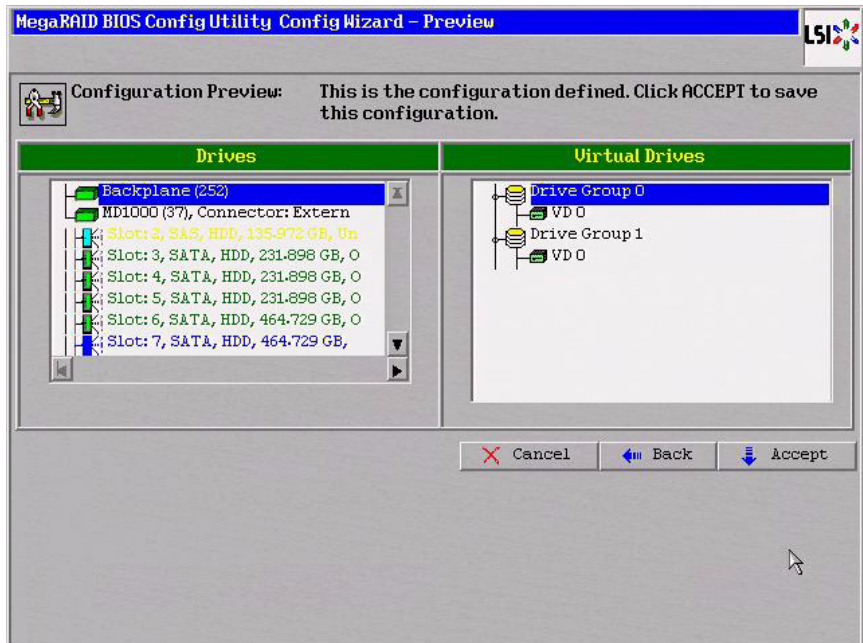 MegaRAID BIOS Config Utility Config Wizard – Preview
LSI
Configuration Preview: This is the configuration defined. Click ACCEPT to save
this configuration.
Drives
Backplane (252)
MD1000 (37), Connector: Extern
Slot: 2, SAS, HDD, 135.972 GB, Un
Slot: 3, SATA, HDD, 231.898 GB, O
Slot: 4, SATA, HDD, 231.898 GB, O
Slot: 5, SATA, HDD, 231.898 GB, O
Slot: 6, SATA, HDD, 464.729 GB, O
Slot: 7, SATA, HDD, 464.729 GB,
Virtual Drives
Drive Group 0
VD 0
Drive Group 1
VD 0
Cancel
Back
Accept